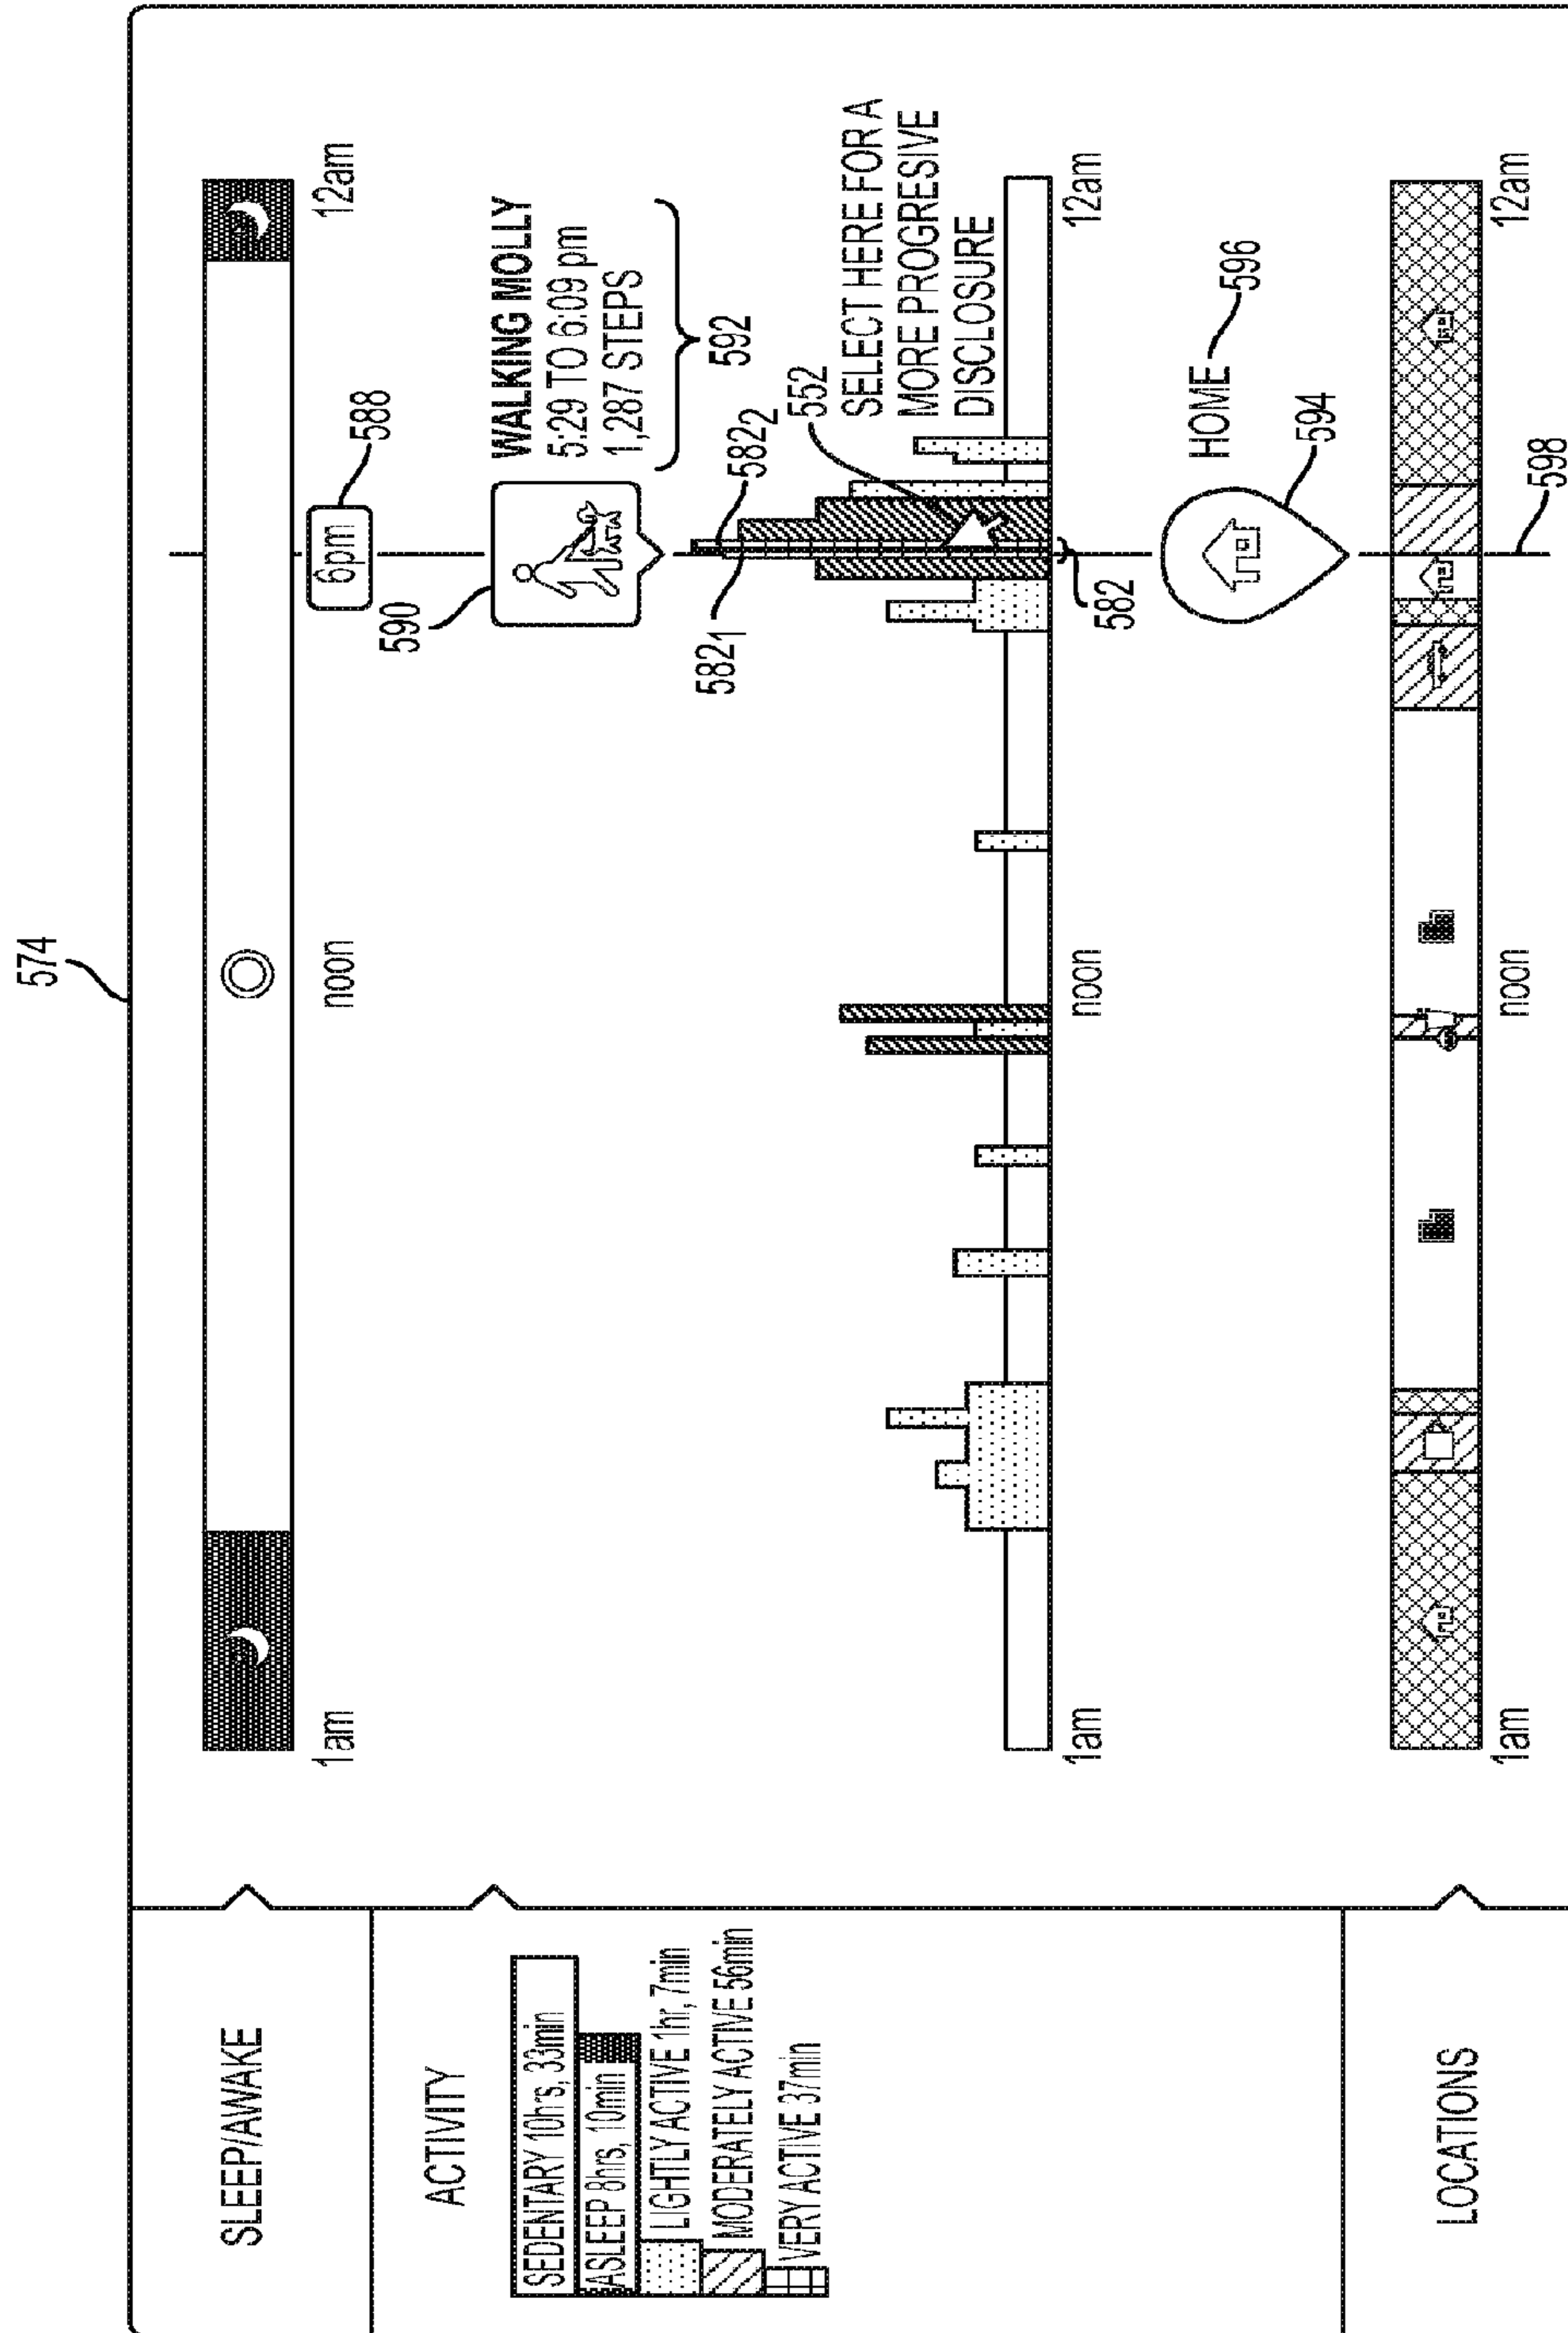 574
SLEEP/AWAKE
1am
noon
12am
6pm
588
ACTIVITY
SEDENTARY 10hrs, 33min
ASLEEP 8hrs, 10min
LIGHTLY ACTIVE 1hr, 7min
MODERATELY ACTIVE 56min
VERY ACTIVE 37min
590
WALKING MOLLY
5:29 TO 6:09 pm
1,287 STEPS
592
582₁
582₂
552
SELECT HERE FOR A
MORE PROGRESIVE
DISCLOSURE
1am
noon
582
12am
HOME
596
594
LOCATIONS
1am
noon
598
12am